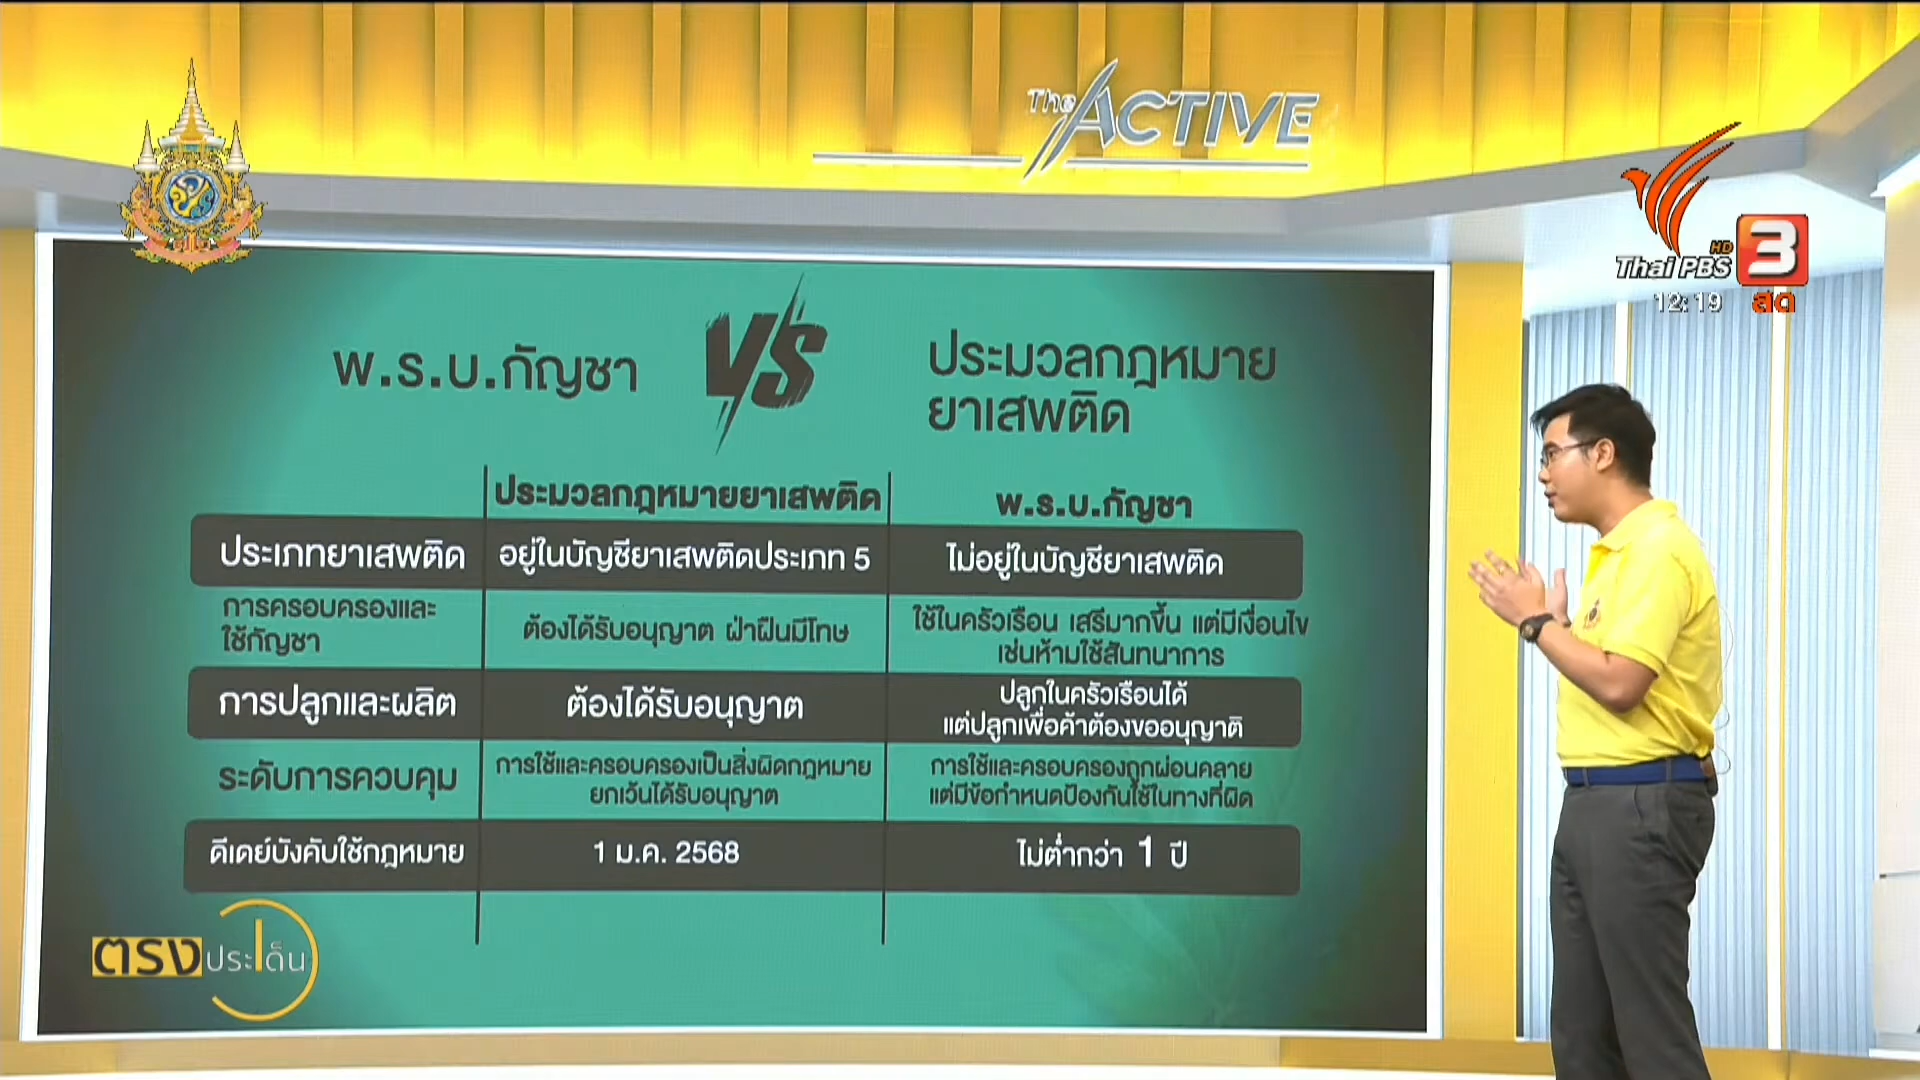 The ACTIVE
Thai PBS HD 3
12:19 สด
พ.ร.บ.กัญชา VS ประมวลกฎหมาย
ยาเสพติด
ประมวลกฎหมายยาเสพติด พ.ร.บ.กัญชา
ประเภทยาเสพติด อยู่ในบัญชียาเสพติดประเภท 5 ไม่อยู่ในบัญชียาเสพติด
การครอบครองและ
ใช้กัญชา
ต้องได้รับอนุญาต ฝ่าฝืนมีโทษ
ใช้ในครัวเรือน เสรีมากขึ้น แต่มีเงื่อนไข
เช่นห้ามใช้สันทนาการ
การปลูกและผลิต ต้องได้รับอนุญาต
ปลูกในครัวเรือนได้
แต่ปลูกเพื่อค้าต้องขออนุญาติ
ระดับการควบคุม
การใช้และครอบครองเป็นสิ่งผิดกฎหมาย
ยกเว้นได้รับอนุญาต
การใช้และครอบครองถูกผ่อนคลาย
แต่มีข้อกำหนดป้องกันใช้ในทางที่ผิด
ดีเดย์บังคับใช้กฎหมาย 1 ม.ค. 2568 ไม่ต่ำกว่า 1 ปี
ตรงประเด็น